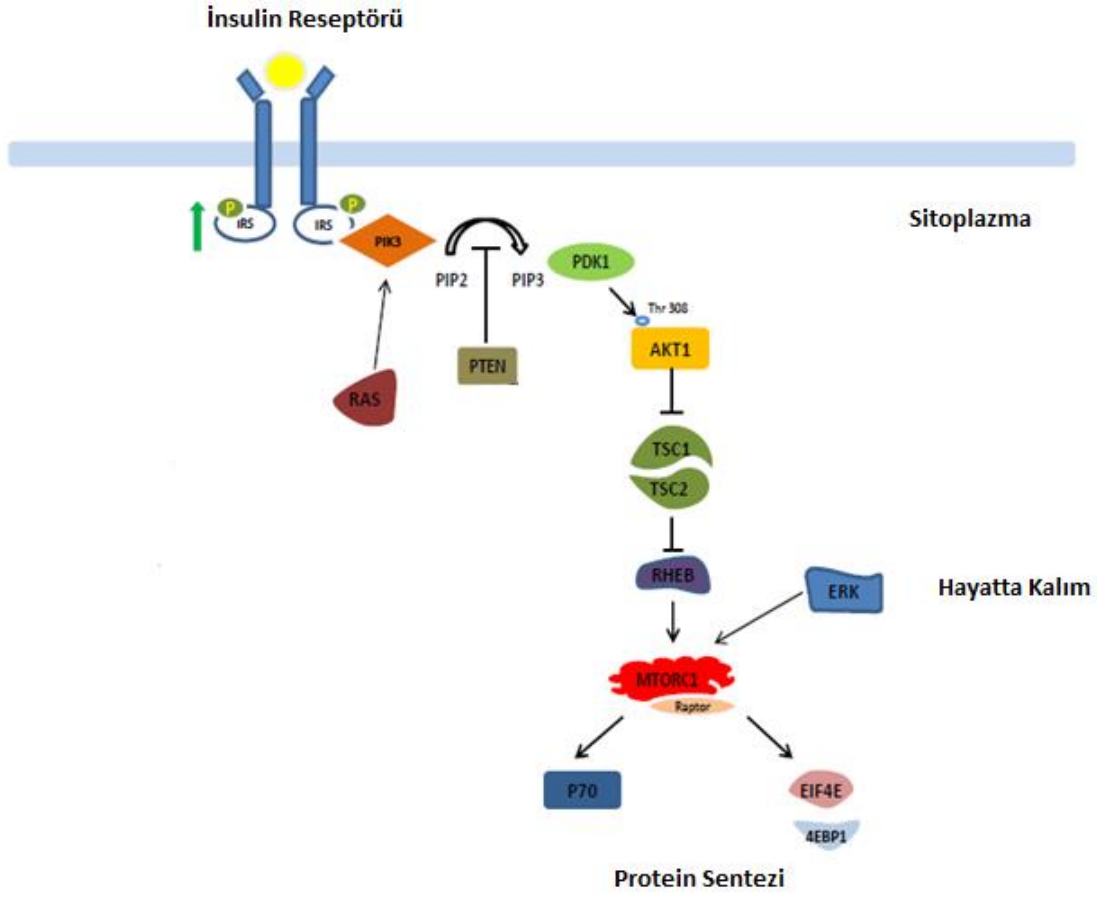 İnsulin Reseptörü
P
P
IRS
IRS
PIK3
Sitoplazma
PIP2
PIP3
PDK1
Thr 308
AKT1
PTEN
RAS
TSC1
TSC2
RHEB
ERK
Hayatta Kalım
MTORC1
Raptor
P70
EIF4E
4EBP1
Protein Sentezi